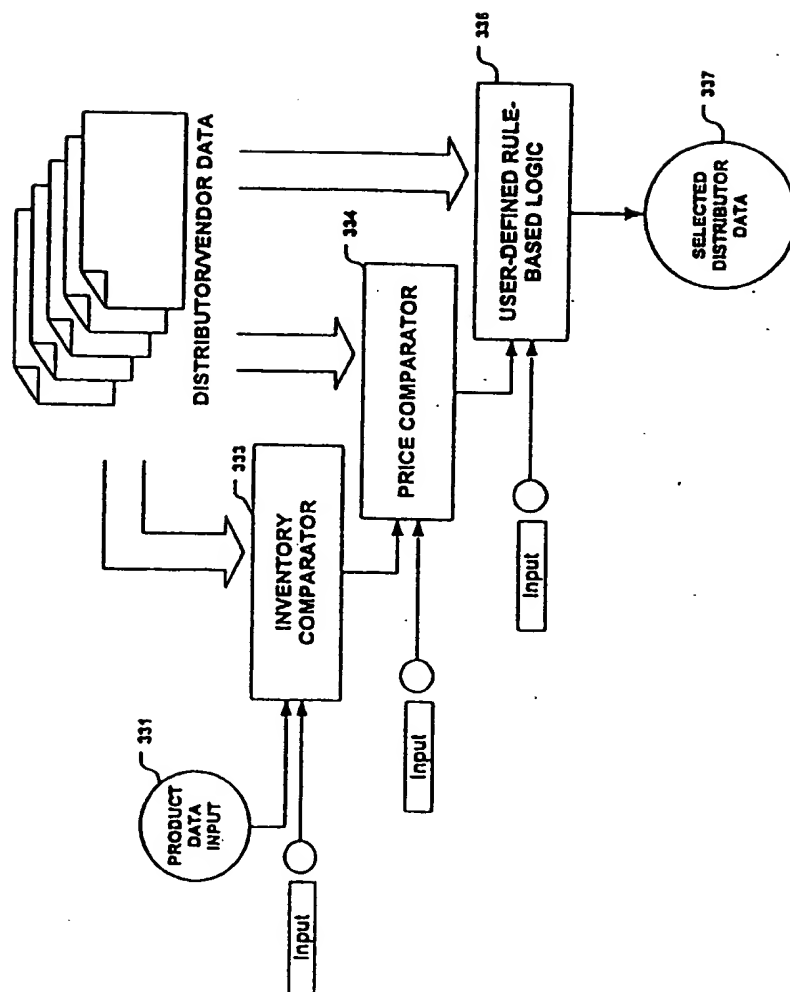 331
PRODUCT
DATA
INPUT
DISTRIBUTOR/VENDOR DATA
333
INVENTORY
COMPARATOR
Input
334
PRICE COMPARATOR
Input
336
USER-DEFINED RULE-
BASED LOGIC
Input
337
SELECTED
DISTRIBUTOR
DATA